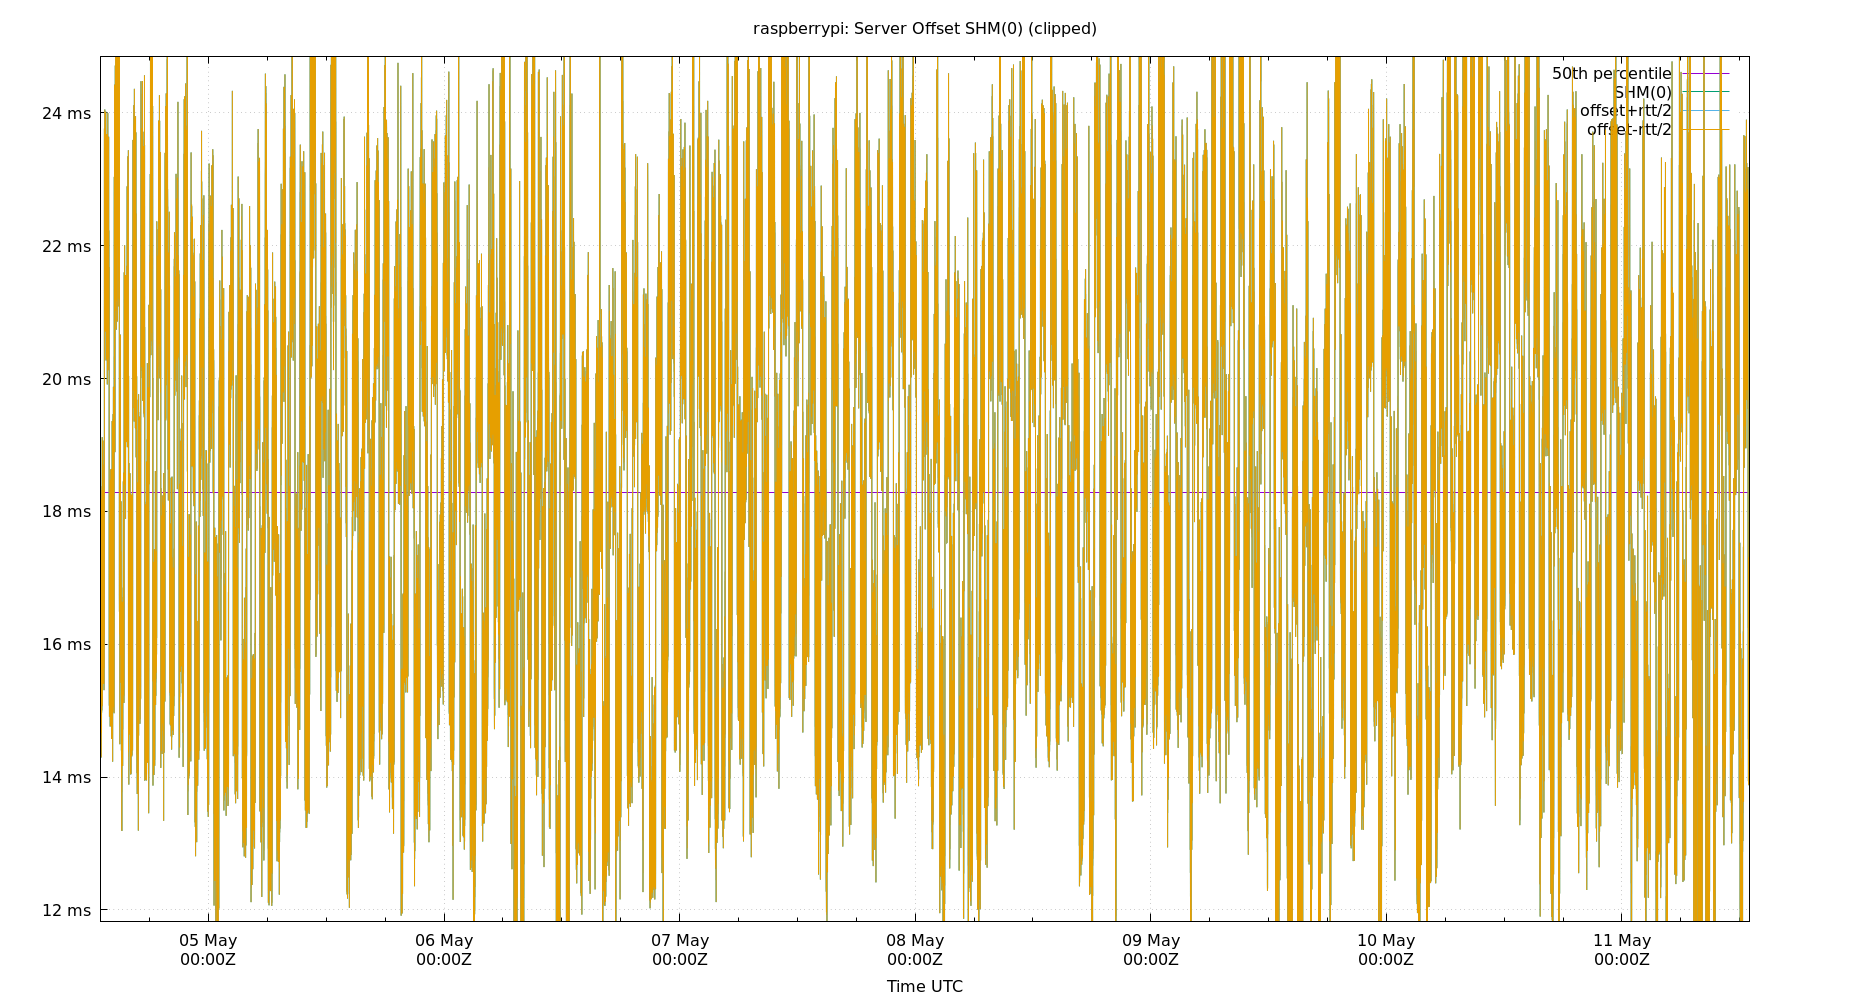 raspberrypi: Server Offset SHM(0) (clipped)
50th percentile
SHM(0)
offset+rtt/2
offset-rtt/2
24 ms
22 ms
20 ms
18 ms
16 ms
14 ms
12 ms
05 May 06 May 07 May 08 May 09 May 10 May 11 May
00:00Z 00:00Z 00:00Z 00:00Z 00:00Z 00:00Z 00:00Z
Time UTC